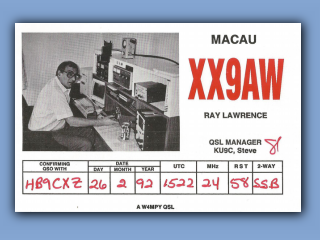 MACAU
XX9AW
RAY LAWRENCE
QSL MANAGER
KU9C, Steve
CONFIRMING QSO WITH DATE DAY MONTH YEAR UTC MHz RST 2-WAY
HB9CXZ 26 2 92 1522 24 58 SSB
A W4MPY QSL